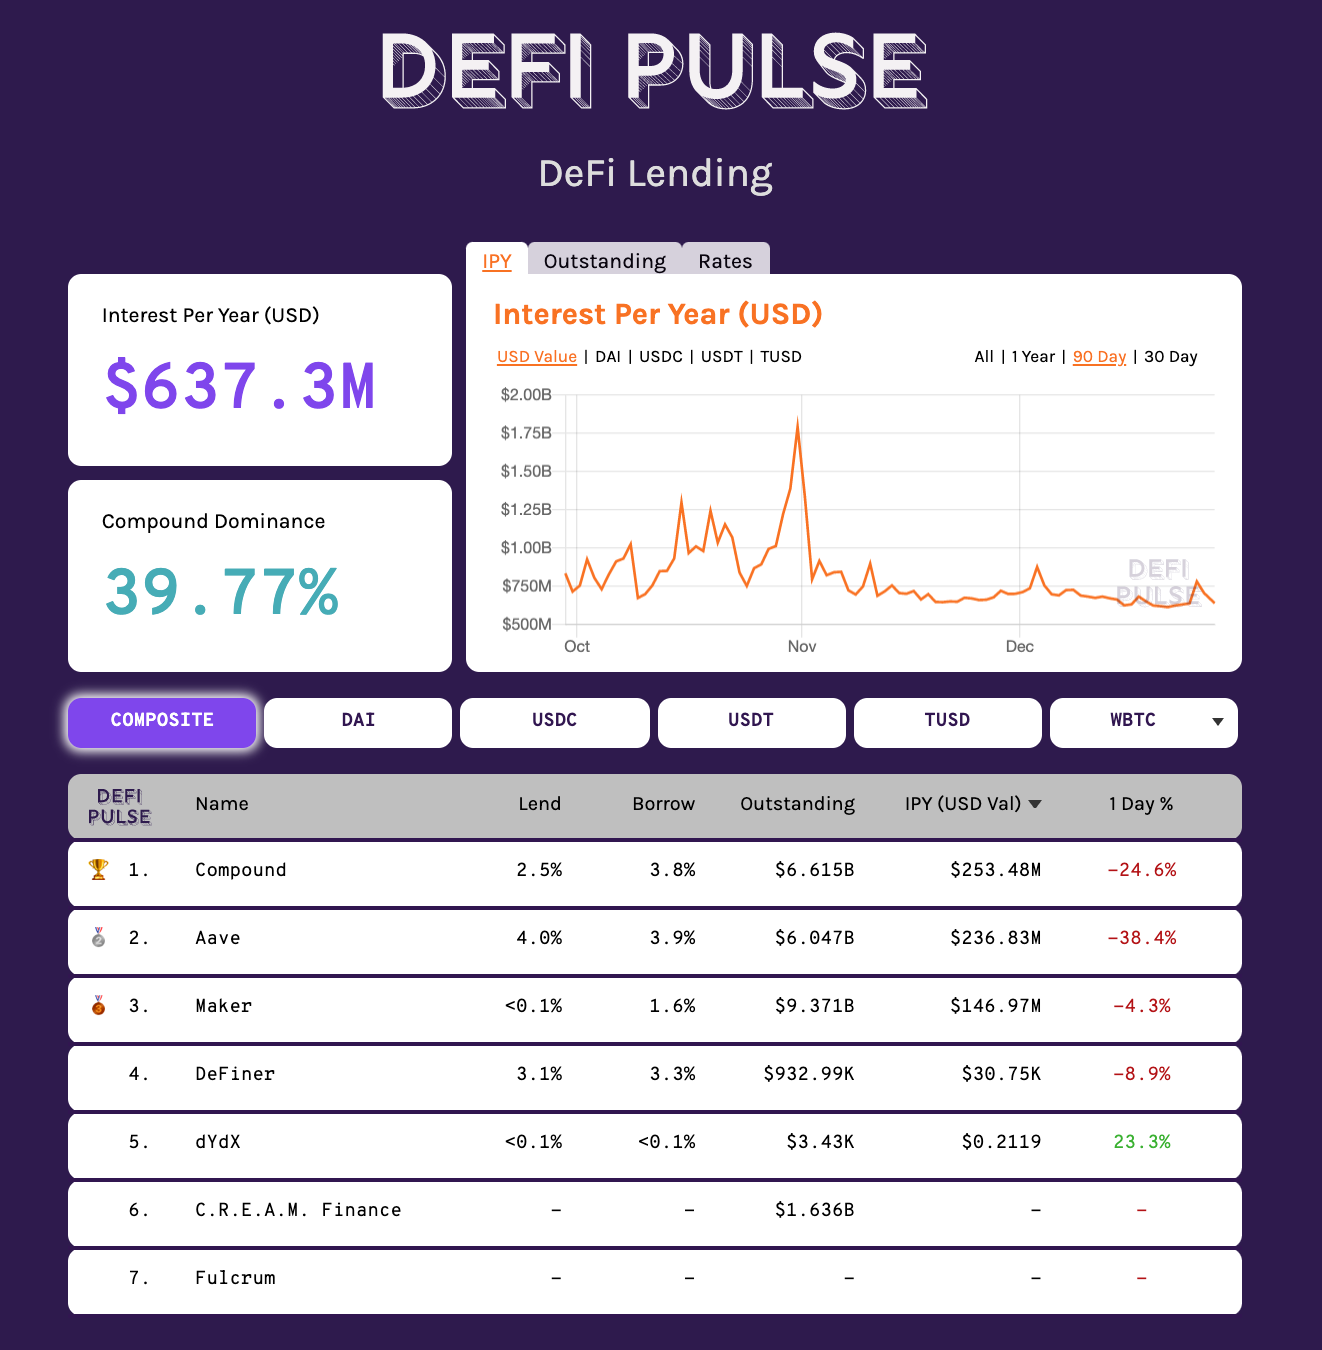 DEFI PULSE
DeFi Lending
IPY Outstanding Rates
Interest Per Year (USD)
$637.3M
Compound Dominance
39.77%
Interest Per Year (USD)
USD Value | DAI | USDC | USDT | TUSD
All | 1 Year | 90 Day | 30 Day
$2.00B
$1.75B
$1.50B
$1.25B
$1.00B
$750M
$500M
Oct Nov Dec
DEFI
PULSE
COMPOSITE DAI USDC USDT TUSD WBTC
DEFI
PULSE
Name Lend Borrow Outstanding IPY (USD Val) 1 Day %
1. Compound 2.5% 3.8% $6.615B $253.48M -24.6%
2. Aave 4.0% 3.9% $6.047B $236.83M -38.4%
3. Maker <0.1% 1.6% $9.371B $146.97M -4.3%
4. DeFiner 3.1% 3.3% $932.99K $30.75K -8.9%
5. dYdX <0.1% <0.1% $3.43K $0.2119 23.3%
6. C.R.E.A.M. Finance - - $1.636B - -
7. Fulcrum - - - - -